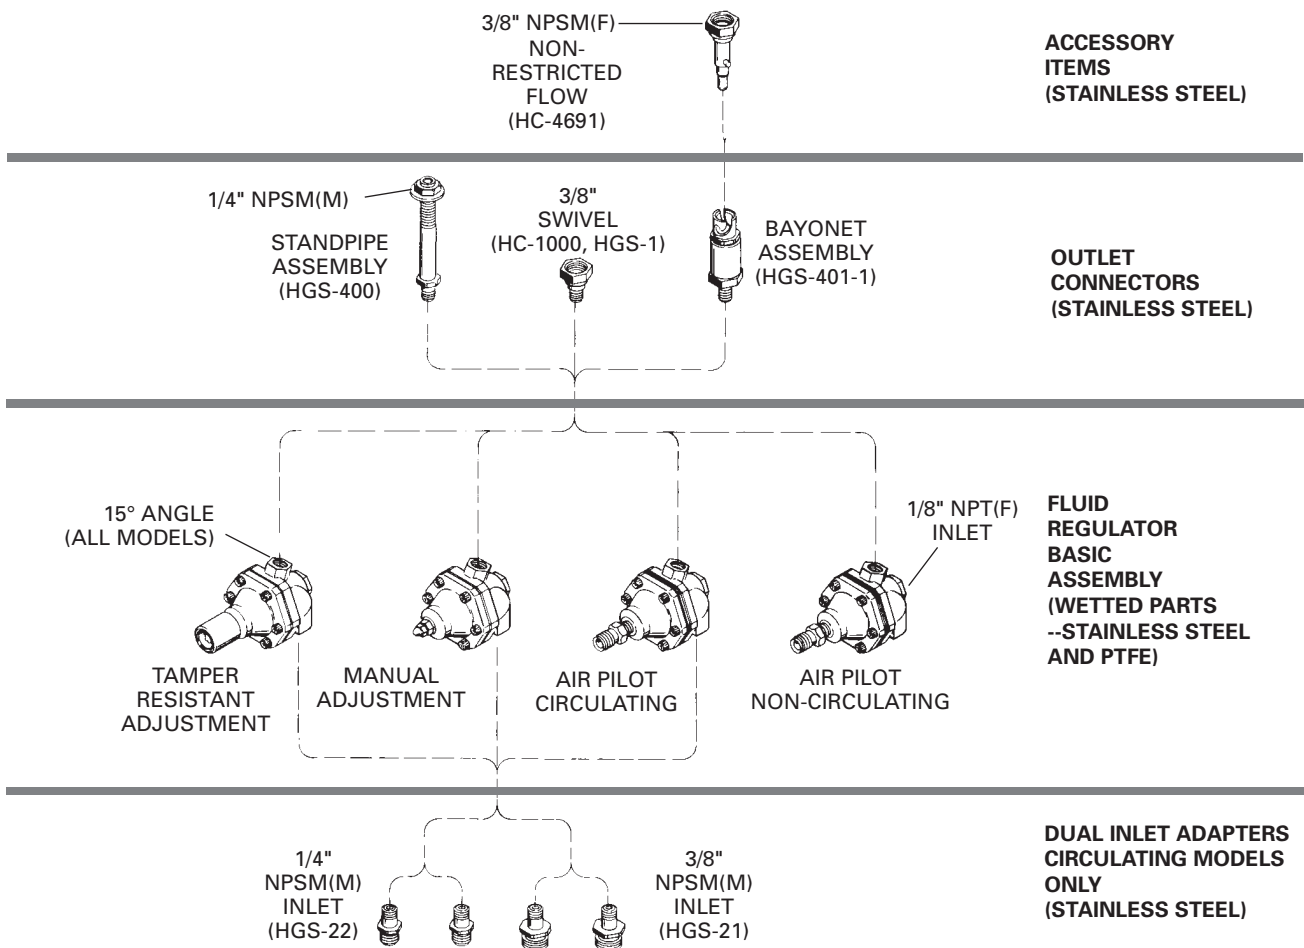 3/8" NPSM(F)
NON-
RESTRICTED
FLOW
(HC-4691)
ACCESSORY
ITEMS
(STAINLESS STEEL)
1/4" NPSM(M)
STANDPIPE
ASSEMBLY
(HGS-400)
3/8"
SWIVEL
(HC-1000, HGS-1)
BAYONET
ASSEMBLY
(HGS-401-1)
OUTLET
CONNECTORS
(STAINLESS STEEL)
15° ANGLE
(ALL MODELS)
1/8" NPT(F)
INLET
TAMPER
RESISTANT
ADJUSTMENT
MANUAL
ADJUSTMENT
AIR PILOT
CIRCULATING
AIR PILOT
NON-CIRCULATING
FLUID
REGULATOR
BASIC
ASSEMBLY
(WETTED PARTS
--STAINLESS STEEL
AND PTFE)
1/4"
NPSM(M)
INLET
(HGS-22)
3/8"
NPSM(M)
INLET
(HGS-21)
DUAL INLET ADAPTERS
CIRCULATING MODELS
ONLY
(STAINLESS STEEL)